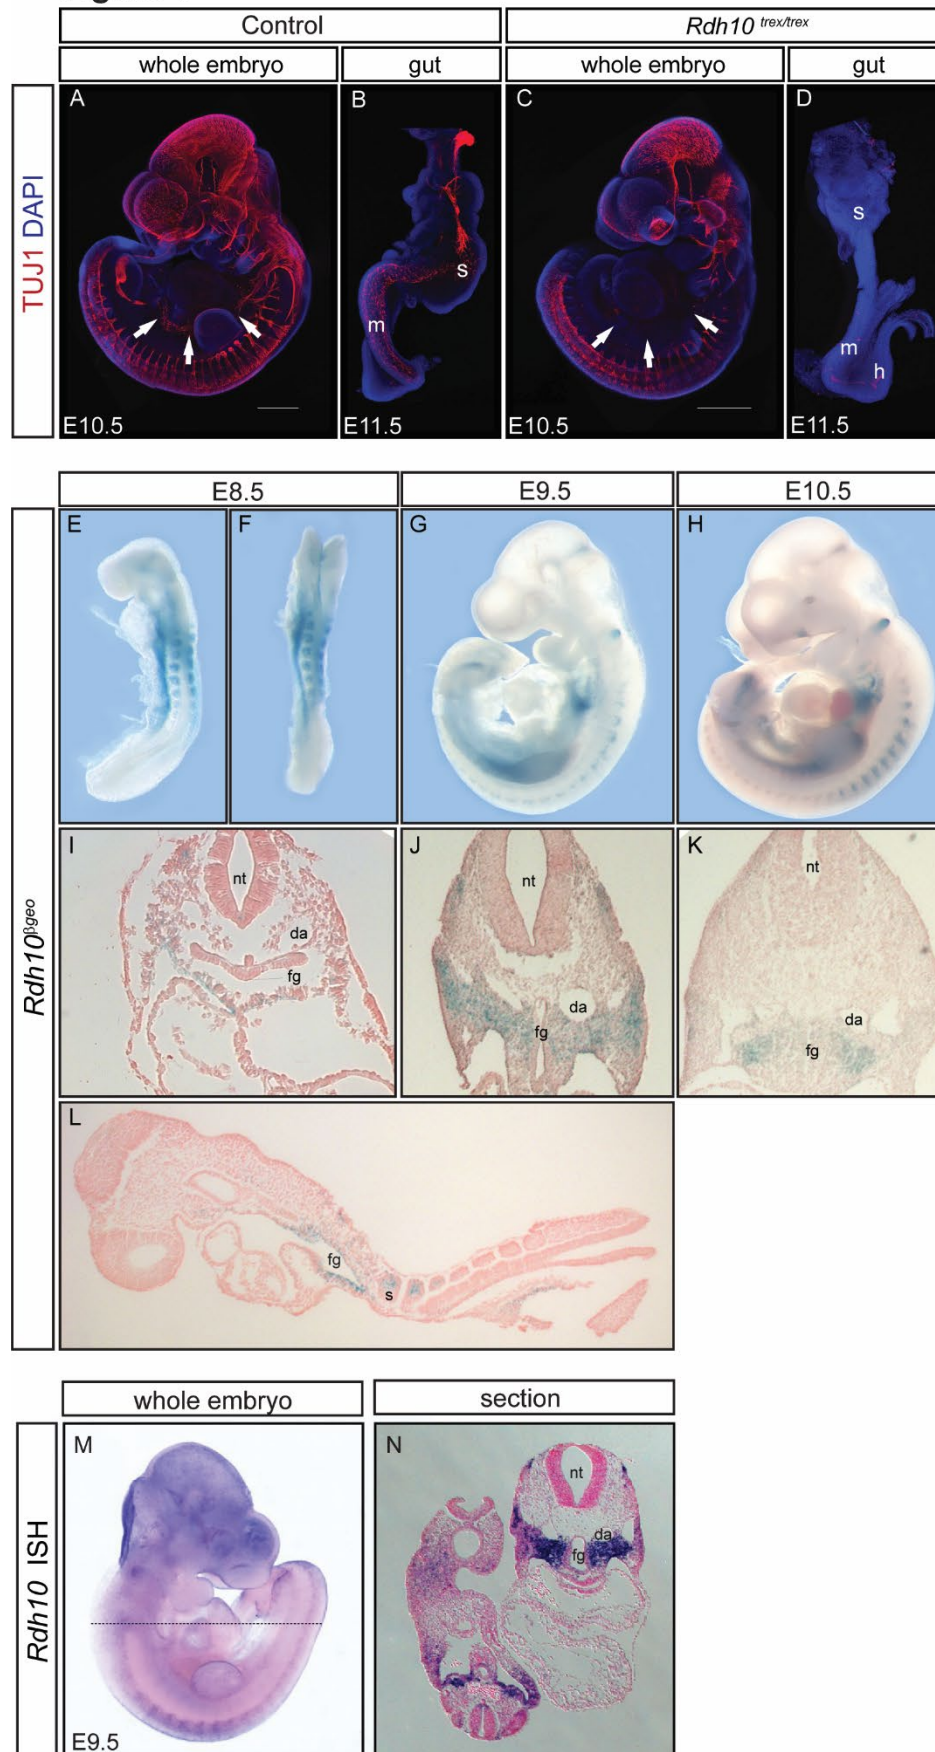 Control
Rdh10 trex/trex
whole embryo
gut
whole embryo
gut
TUJ1 DAPI
A
B
C
D
s
m
s
m
h
E10.5
E11.5
E10.5
E11.5
E8.5
E9.5
E10.5
Rdh10βgeo
E
F
G
H
I
J
K
nt
da
fg
nt
da
fg
nt
da
fg
L
fg
s
whole embryo
section
Rdh10 ISH
M
N
nt
da
fg
E9.5